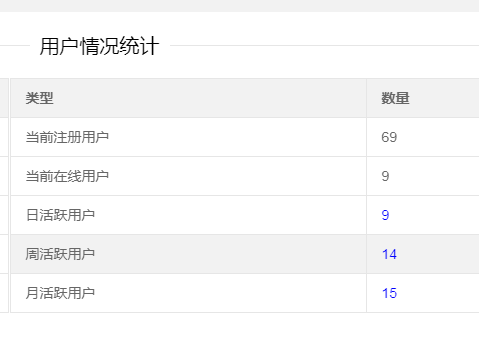 用户情况统计
类型 数量
当前注册用户 69
当前在线用户 9
日活跃用户 9
周活跃用户 14
月活跃用户 15